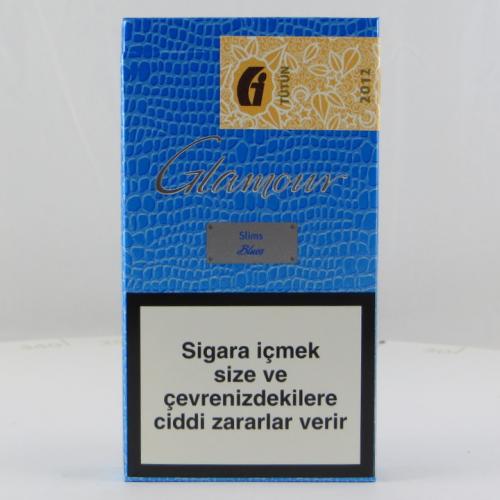 TÜTÜN
2012
Glamour
Slims
Blues
Sigara içmek
size ve
çevrenizdekilere
ciddi zararlar verir